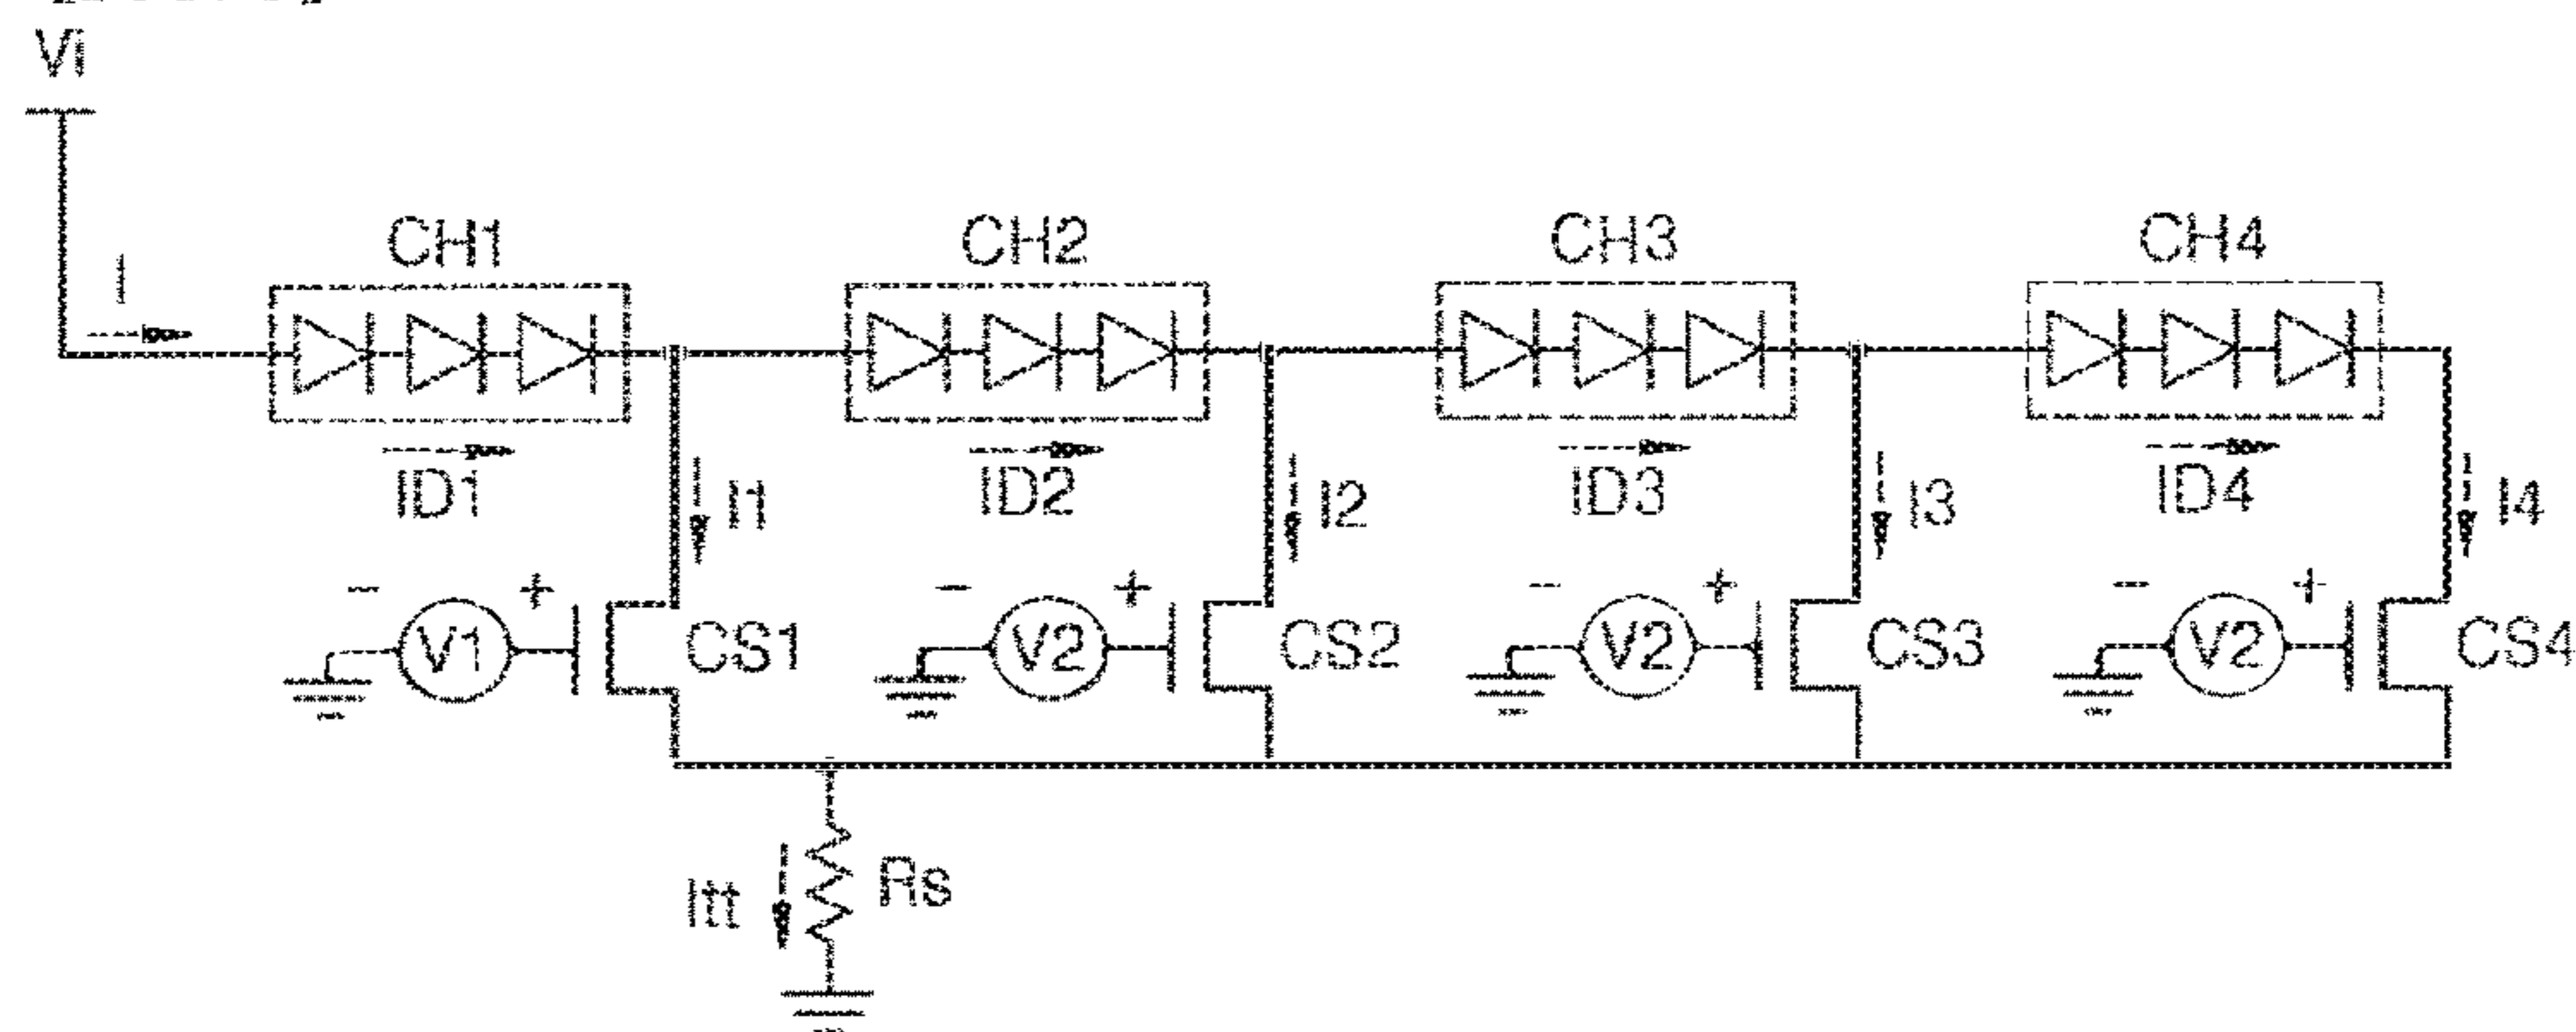 Vi
I
CH1
CH2
CH3
CH4
ID1
ID2
ID3
ID4
I1
I2
I3
I4
- V1 +
CS1
- V2 +
CS2
- V2 +
CS3
- V2 +
CS4
Itt
Rs